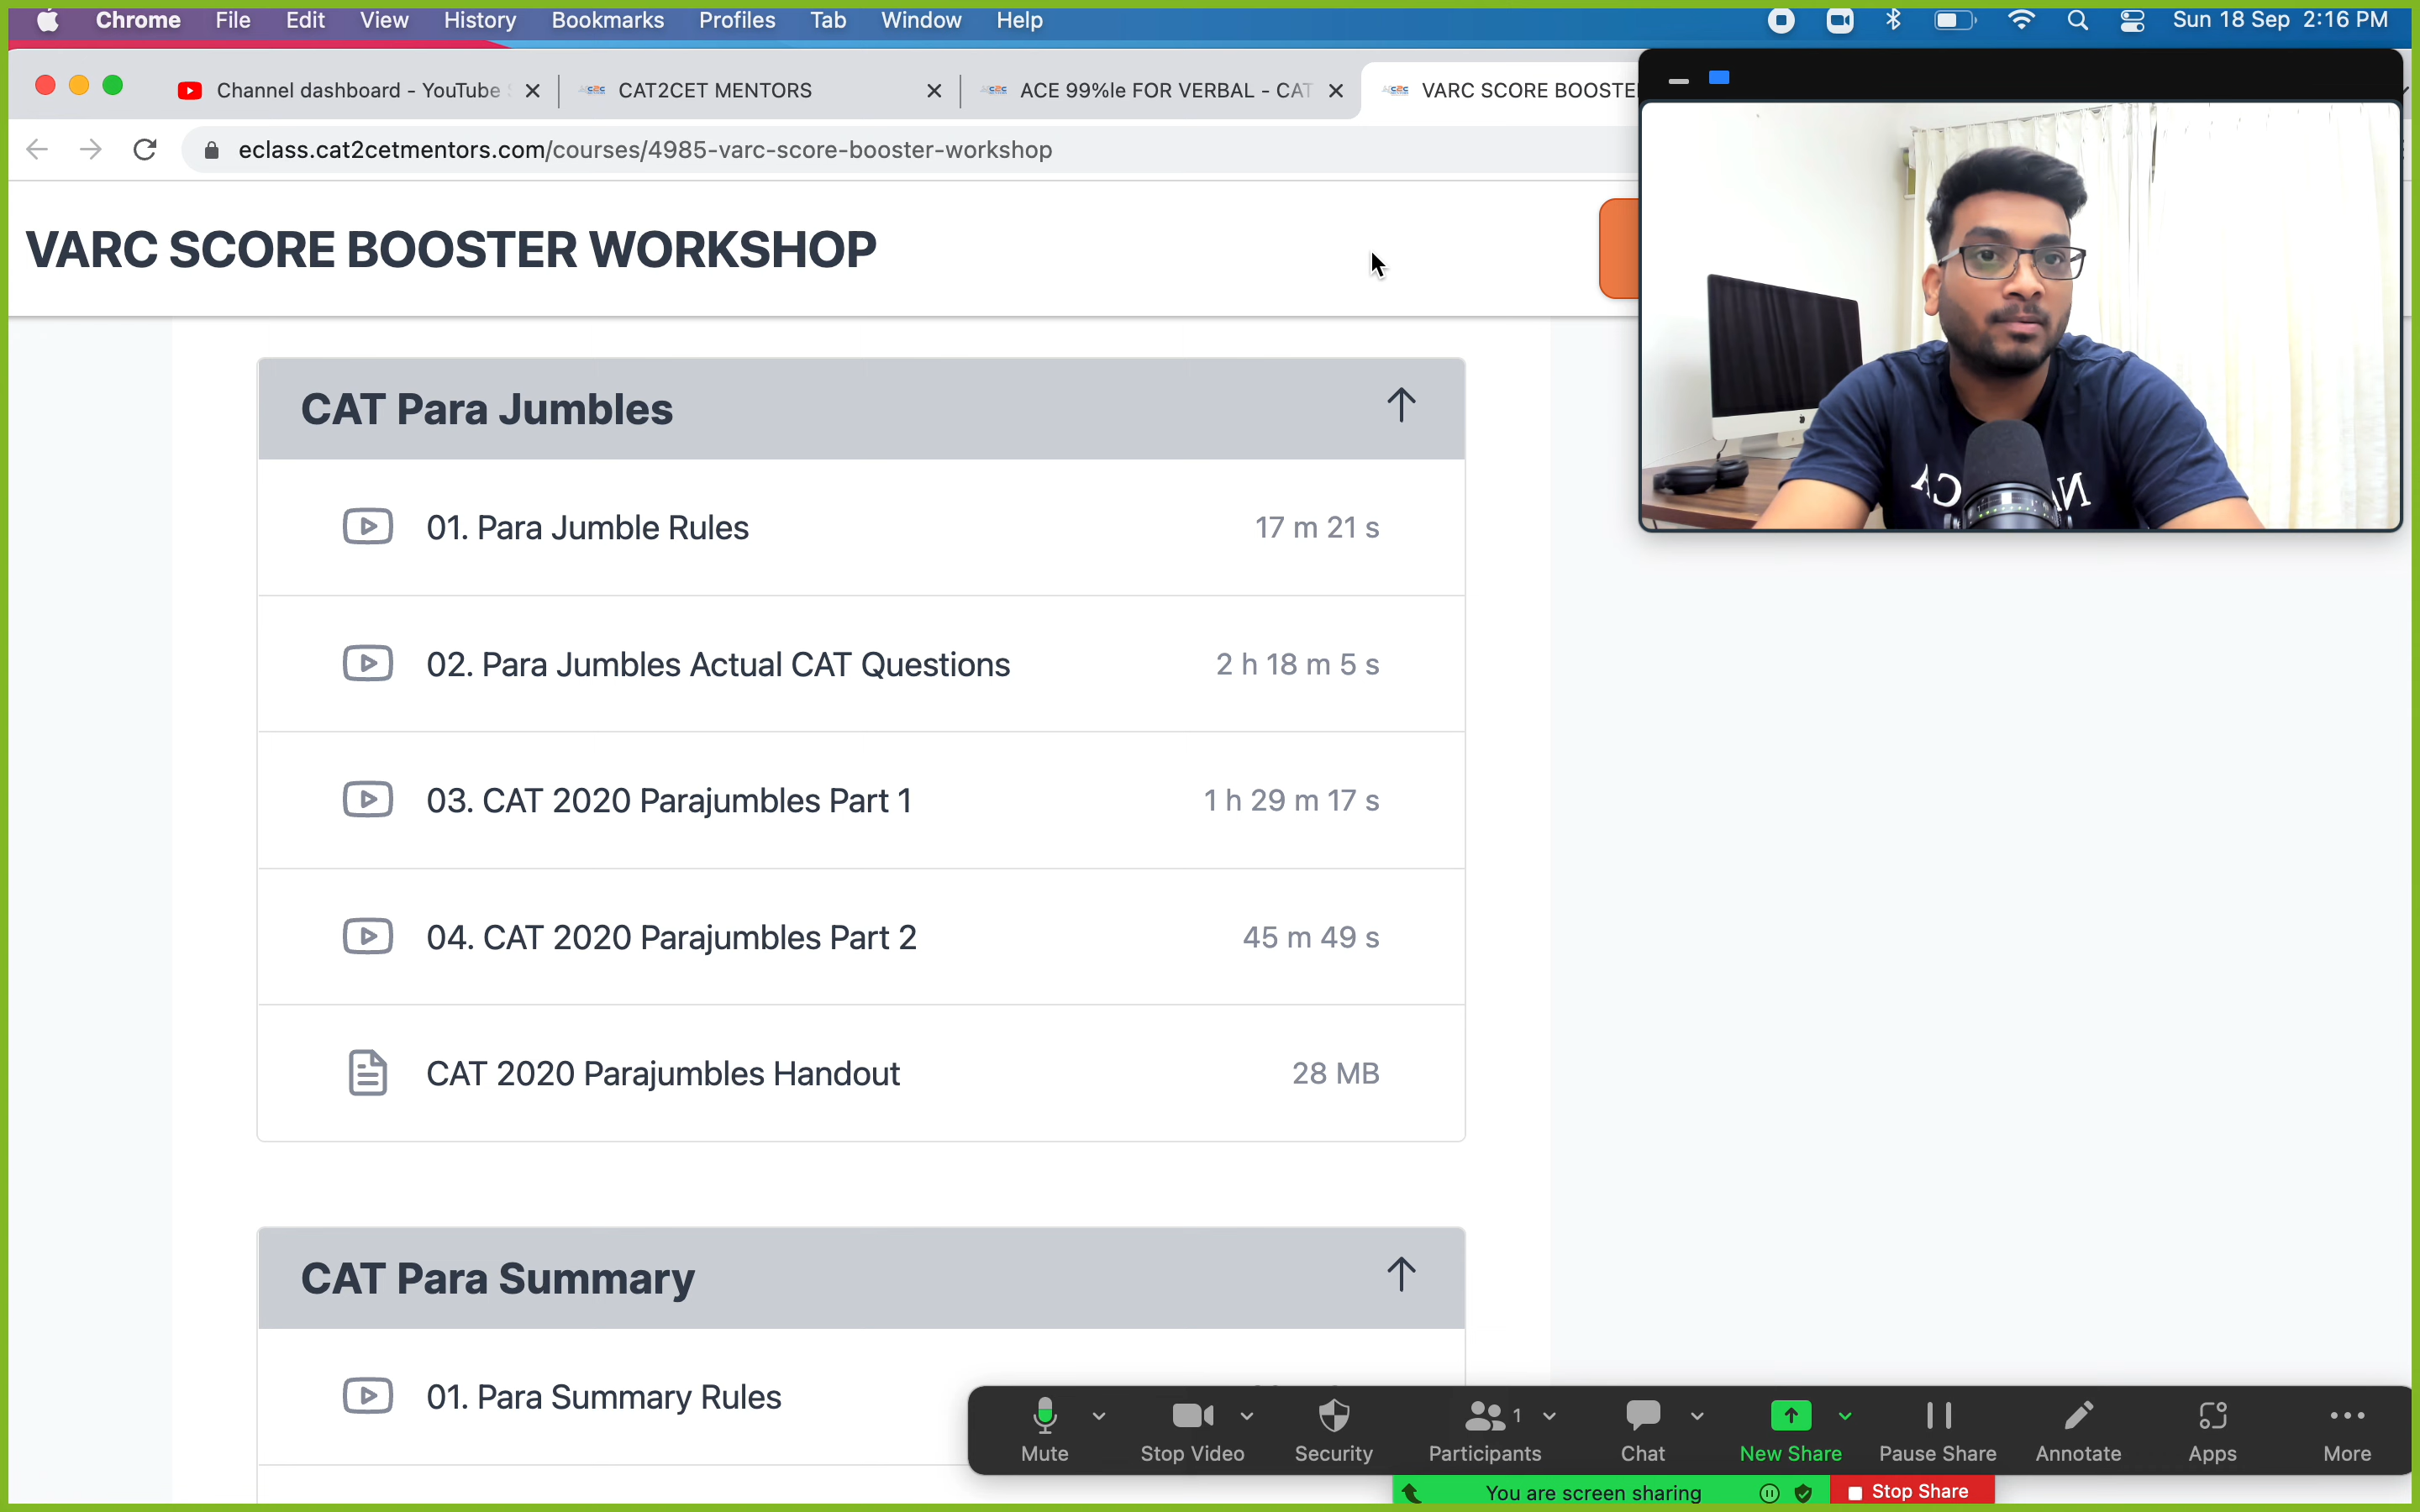 Chrome File Edit View History Bookmarks Profiles Tab Window Help Sun 18 Sep 2:16 PM
Channel dashboard - YouTube CAT2CET MENTORS ACE 99%le FOR VERBAL - CAT VARC SCORE BOOSTE
eclass.cat2cetmentors.com/courses/4985-varc-score-booster-workshop
VARC SCORE BOOSTER WORKSHOP
CAT Para Jumbles
01. Para Jumble Rules 17 m 21 s
02. Para Jumbles Actual CAT Questions 2 h 18 m 5 s
03. CAT 2020 Parajumbles Part 1 1 h 29 m 17 s
04. CAT 2020 Parajumbles Part 2 45 m 49 s
CAT 2020 Parajumbles Handout 28 MB
CAT Para Summary
01. Para Summary Rules
1
Mute Stop Video Security Participants Chat New Share Pause Share Annotate Apps More
You are screen sharing Stop Share